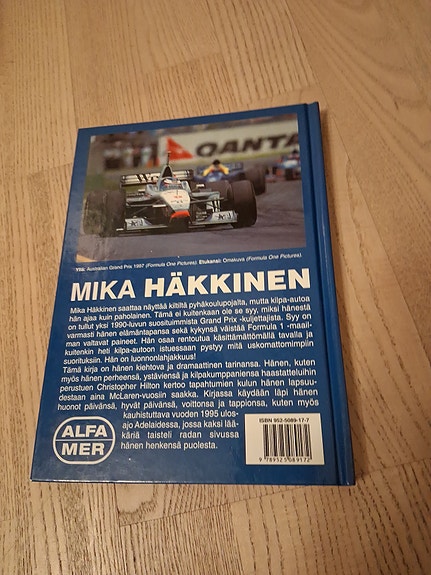 QANTA
Yllä: Australian Grand Prix 1997 (Formula One Pictures). Etukansi: Omakuva (Formula One Pictures)
MIKA HÄKKINEN
Mika Häkkinen saattaa näyttää kiltiltä pyhäkoulupojalta, mutta kilpa-autoa
hän ajaa kuin paholainen. Tämä ei kuitenkaan ole se syy, miksi hänestä
on tullut yksi 1990-luvun suosituimmista Grand Prix -kuljettajista. Syy on
varmasti hänen elämäntapansa sekä kykynsä väistää Formula 1 -maail-
man valtavat paineet. Hän osaa rentoutua käsittämättömällä tavalla ja
kuitenkin heti kilpa-autoon istuessaan pystyy mitä uskomattomimpiin
suorituksiin. Hän on luonnonlahjakkuus!
Tämä kirja on hänen kiehtova ja dramaattinen tarinansa. Hänen, kuten
myös hänen perheensä, ystäviensä ja kilpakumppaniensa haastatteluihin
perustuen Christopher Hilton kertoo tapahtumien kulun hänen lapsuu-
destaan aina McLaren-vuosiin saakka. Kirjassa käydään läpi hänen
huonot päivänsä, hyvät päivänsä, voittonsa ja tappionsa, kuten myös
kauhistuttava vuoden 1995 ulos-
ajo Adelaidessa, jossa kaksi lää-
käriä taisteli radan sivussa
hänen henkensä puolesta.
ALFA
MER
ISBN 952-5089-17-7
9 789525 089172